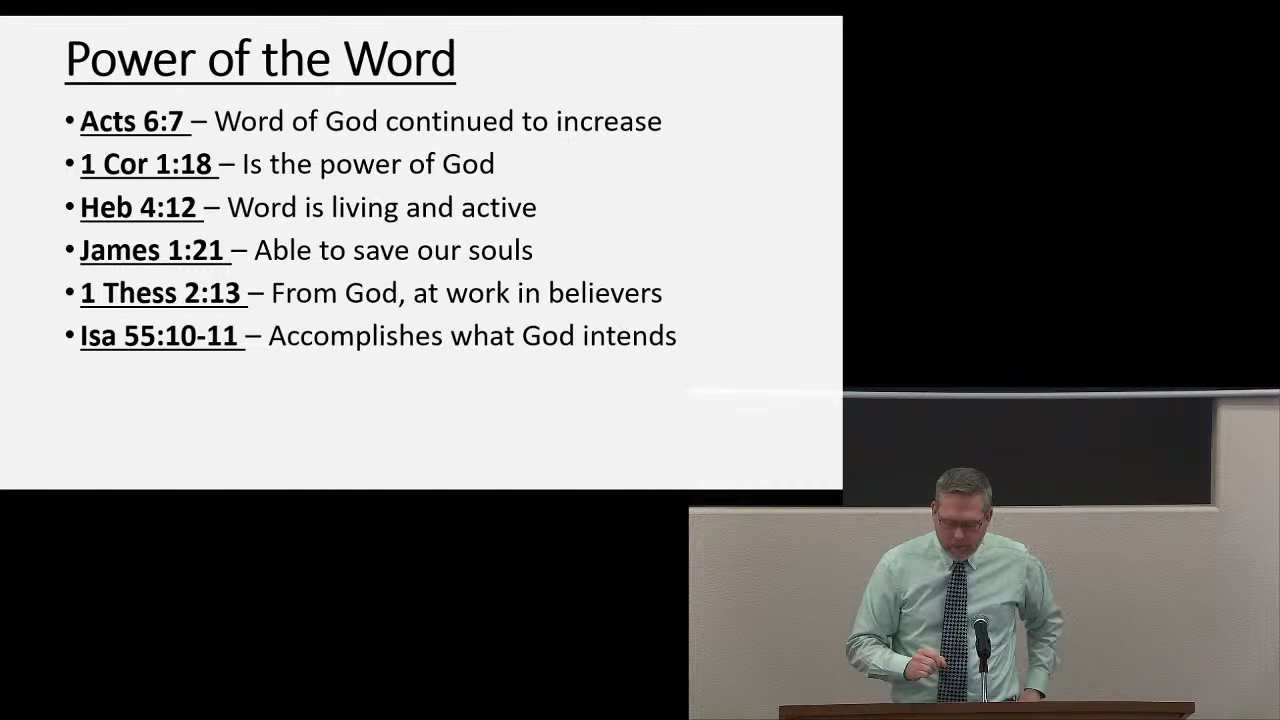 Power of the Word
• Acts 6:7 – Word of God continued to increase
• 1 Cor 1:18 – Is the power of God
• Heb 4:12 – Word is living and active
• James 1:21 – Able to save our souls
• 1 Thess 2:13 – From God, at work in believers
• Isa 55:10-11 – Accomplishes what God intends